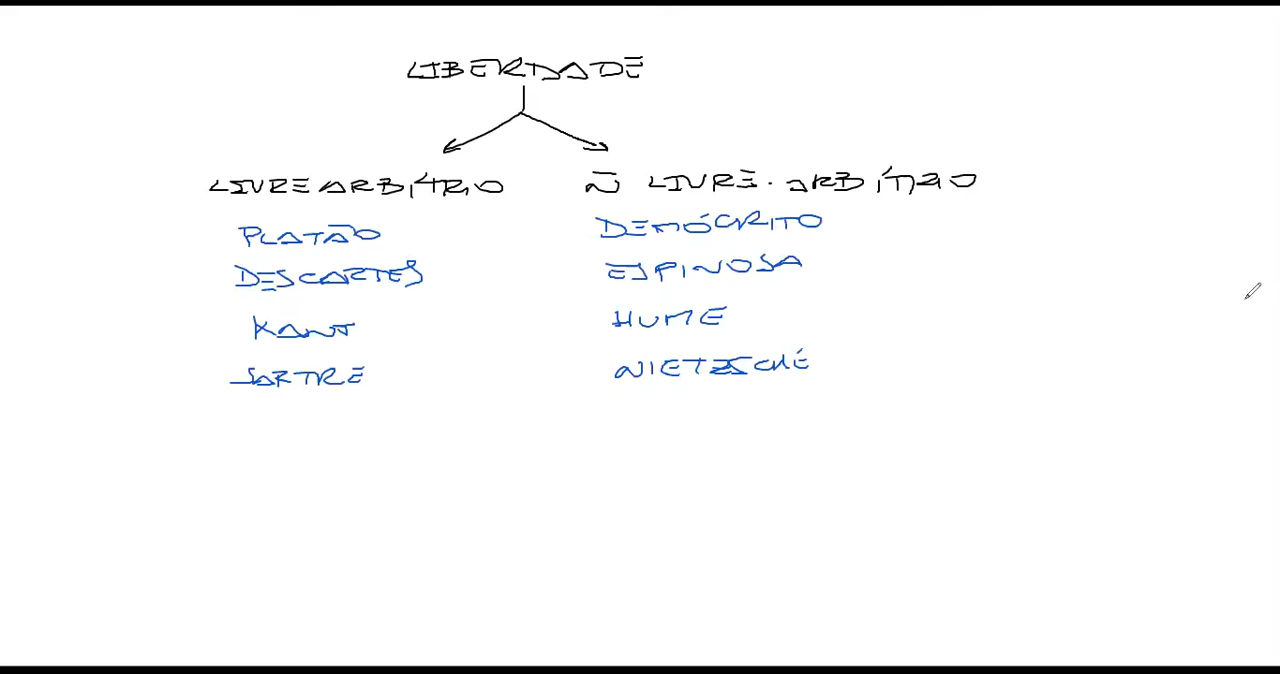 LIBERDADE
LIVRE ARBÍTRIO
Ñ LIVRE-ARBÍTRIO
PLATÃO
DESCARTES
KANT
SARTRE
DEMÓCRITO
ESPINOSA
HUME
NIETZSCHE